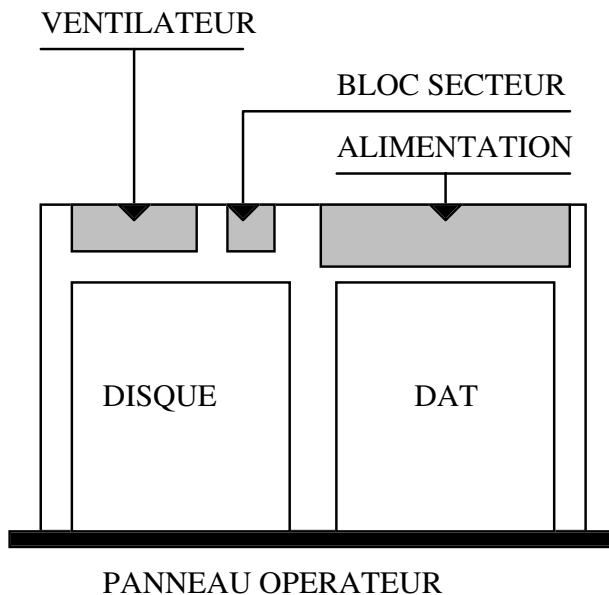 VENTILATEUR
BLOC SECTEUR
ALIMENTATION
DISQUE
DAT
PANNEAU OPERATEUR